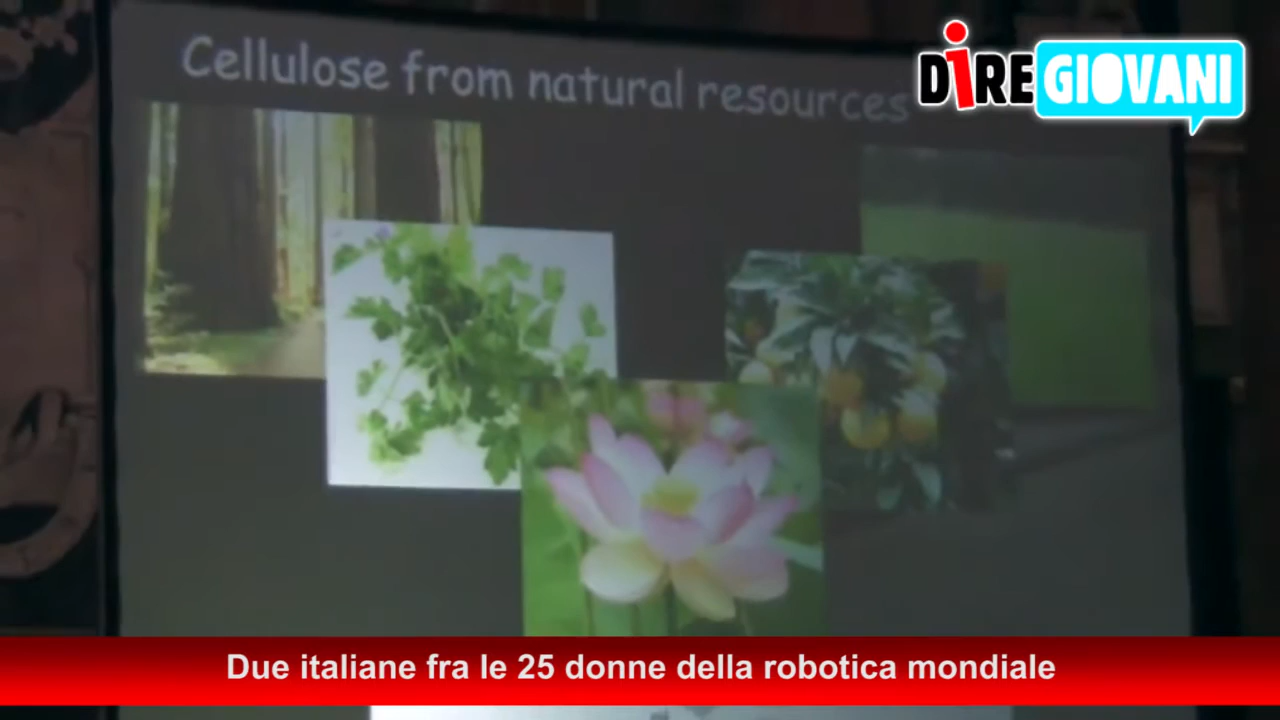 Cellulose from natural resources
DiRE GIOVANI
Due italiane fra le 25 donne della robotica mondiale